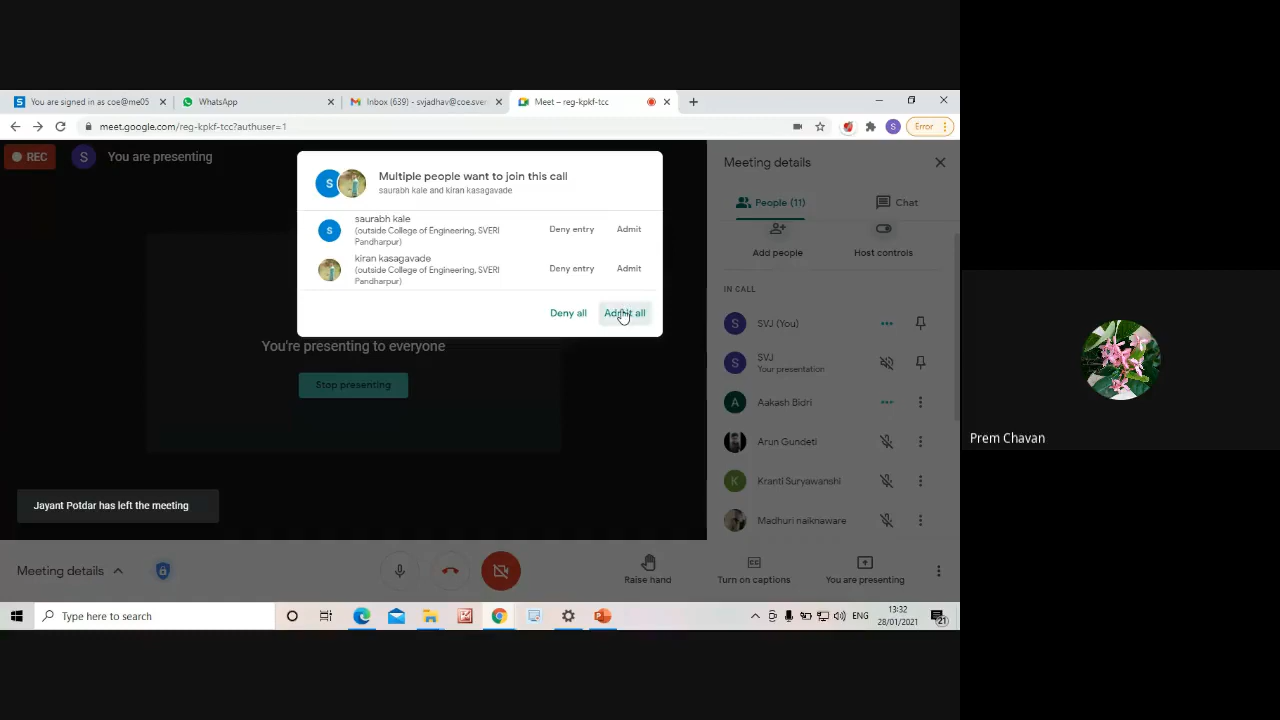 You are signed in as coe@me05
WhatsApp
Inbox (639) - svjadhav@coe.sver
Meet – reg-kpkf-tcc
meet.google.com/reg-kpkf-tcc?authuser=1
S
Error
REC
S
You are presenting
S
Multiple people want to join this call
saurabh kale and kiran kasagavade
S
saurabh kale
(outside College of Engineering, SVERI
Pandharpur)
Deny entry
Admit
kiran kasagavade
(outside College of Engineering, SVERI
Pandharpur)
Deny entry
Admit
Deny all
Admit all
You're presenting to everyone
Stop presenting
Jayant Potdar has left the meeting
Meeting details
People (11)
Chat
Add people
Host controls
IN CALL
S
SVJ (You)
S
SVJ
Your presentation
A
Aakash Bidri
Arun Gundeti
K
Kranti Suryawanshi
Madhuri naiknaware
Prem Chavan
Meeting details
Raise hand
Turn on captions
You are presenting
Type here to search
ENG
13:32
28/01/2021
21